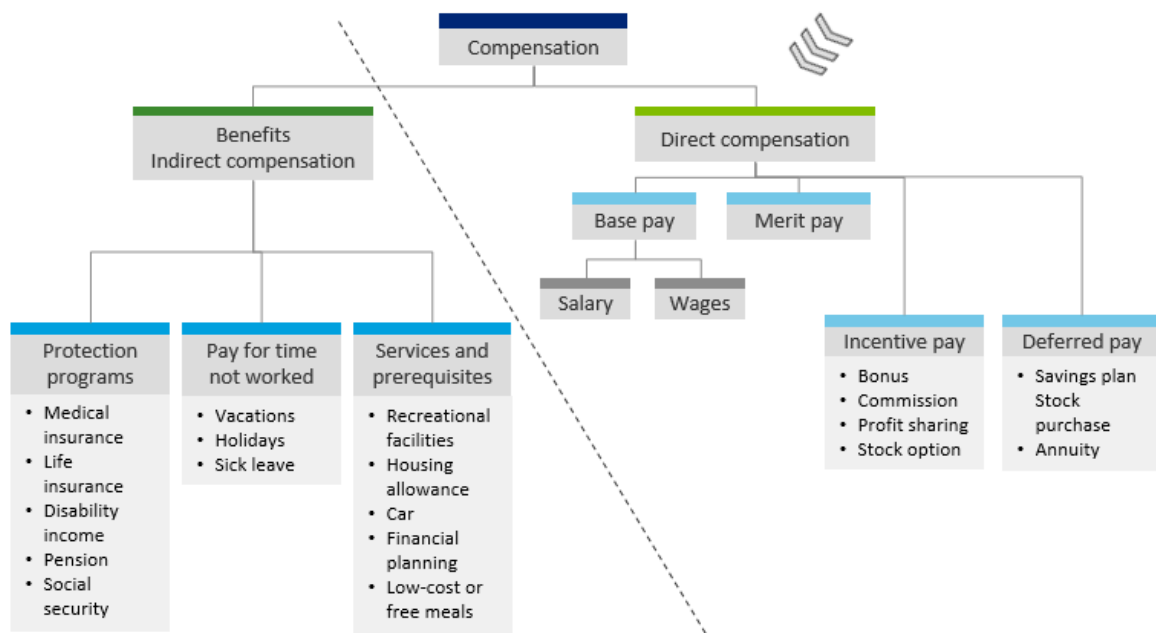 Compensation
Benefits
Indirect compensation
Direct compensation
Base pay
Merit pay
Salary
Wages
Protection
programs
• Medical
insurance
• Life
insurance
• Disability
income
• Pension
• Social
security
Pay for time
not worked
• Vacations
• Holidays
• Sick leave
Services and
prerequisites
• Recreational
facilities
• Housing
allowance
• Car
• Financial
planning
• Low-cost or
free meals
Incentive pay
• Bonus
• Commission
• Profit sharing
• Stock option
Deferred pay
• Savings plan
Stock
purchase
• Annuity